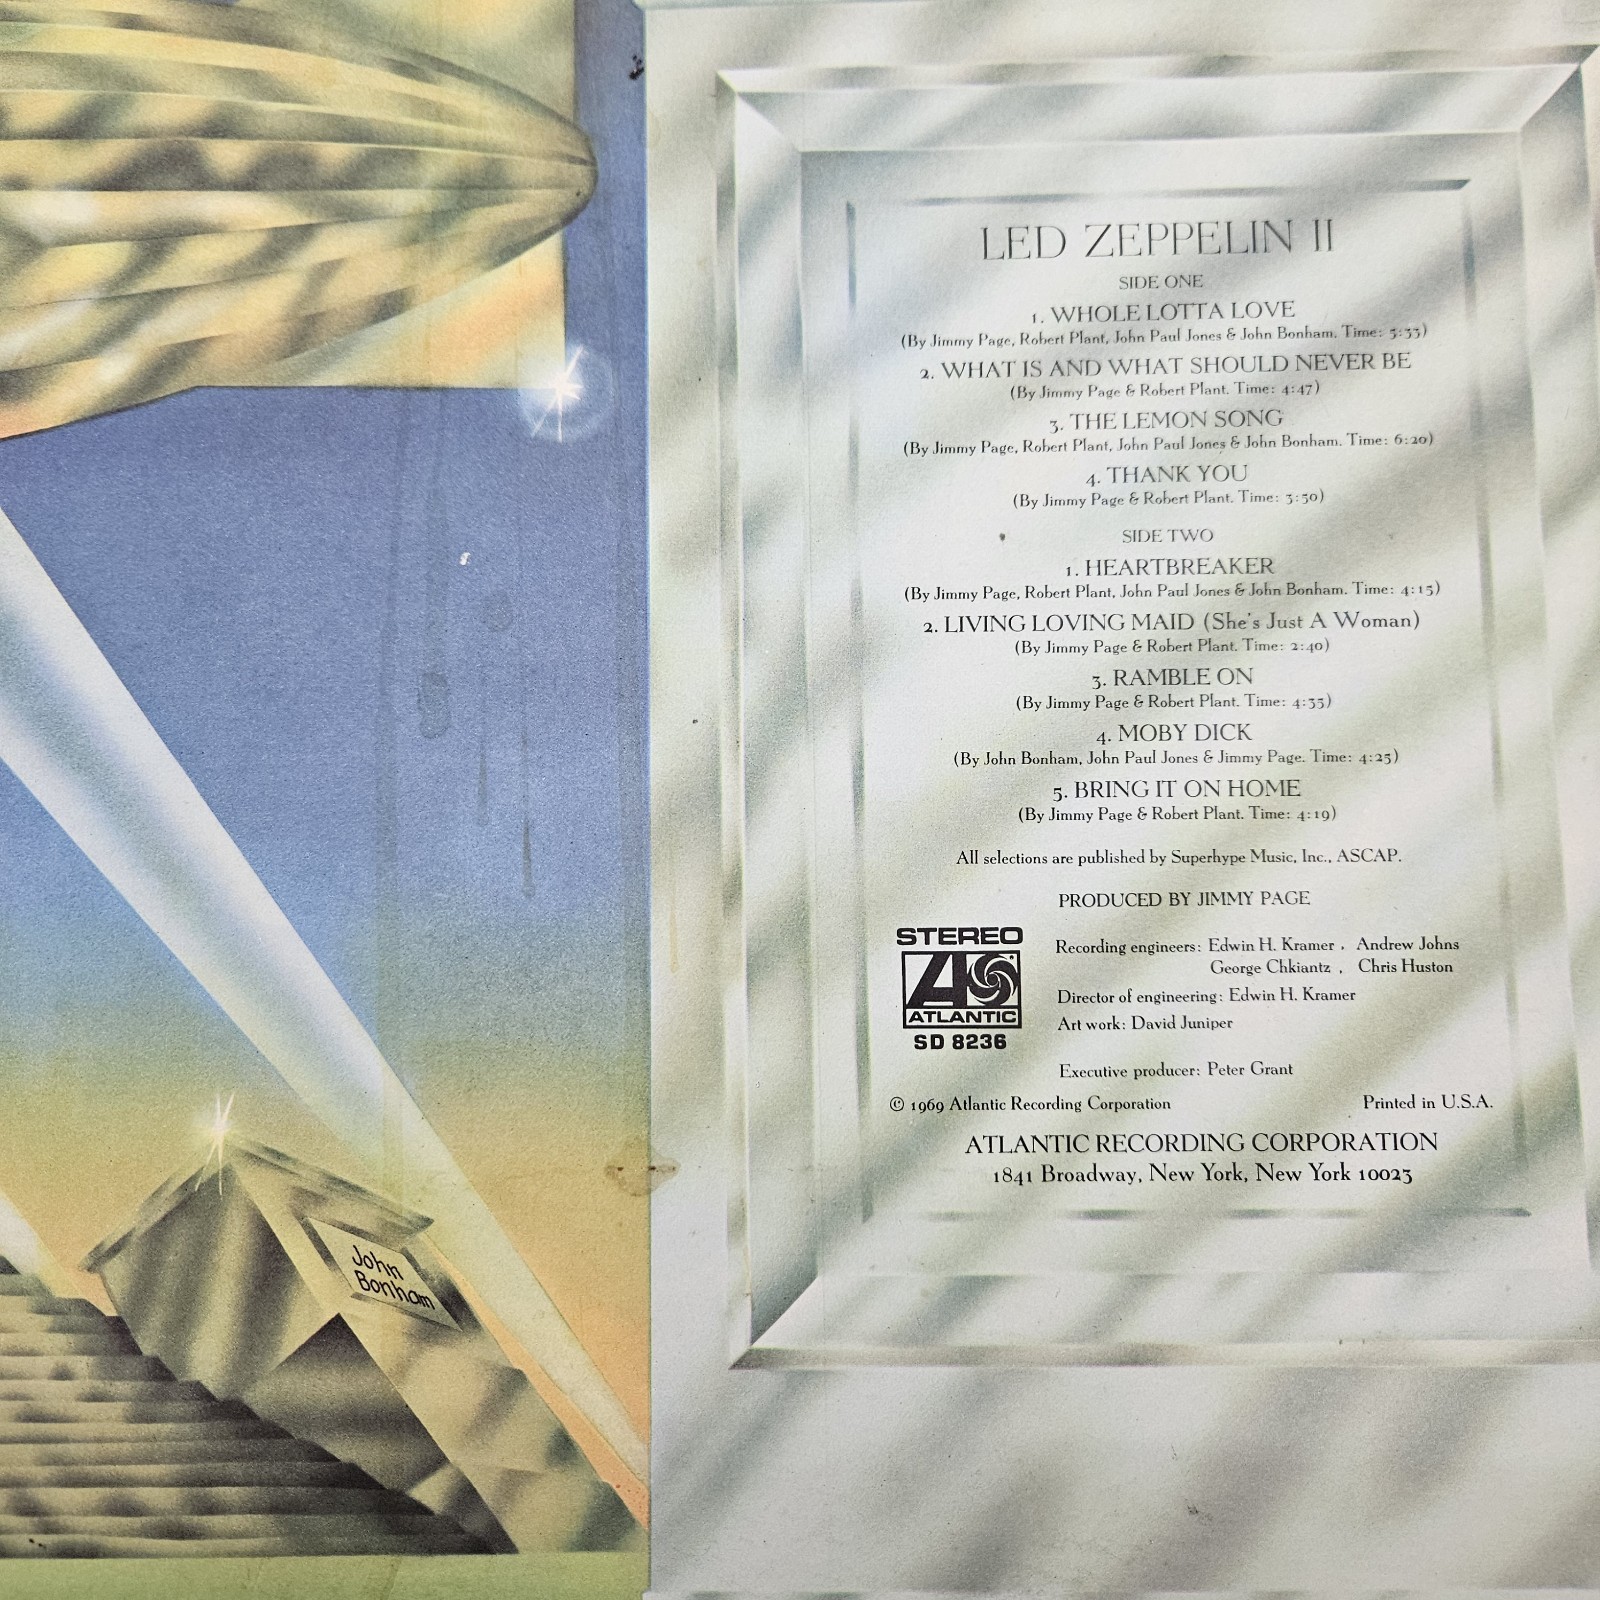 LED ZEPPELIN II
SIDE ONE
1. WHOLE LOTTA LOVE
(By Jimmy Page, Robert Plant, John Paul Jones & John Bonham. Time: 5:33)
2. WHAT IS AND WHAT SHOULD NEVER BE
(By Jimmy Page & Robert Plant. Time: 4:47)
3. THE LEMON SONG
(By Jimmy Page, Robert Plant, John Paul Jones & John Bonham. Time: 6:20)
4. THANK YOU
(By Jimmy Page & Robert Plant. Time: 3:50)
SIDE TWO
1. HEARTBREAKER
(By Jimmy Page, Robert Plant, John Paul Jones & John Bonham. Time: 4:15)
2. LIVING LOVING MAID (She's Just A Woman)
(By Jimmy Page & Robert Plant. Time: 2:40)
3. RAMBLE ON
(By Jimmy Page & Robert Plant. Time: 4:35)
4. MOBY DICK
(By John Bonham, John Paul Jones & Jimmy Page. Time: 4:25)
5. BRING IT ON HOME
(By Jimmy Page & Robert Plant. Time: 4:19)
All selections are published by Superhype Music, Inc., ASCAP.
PRODUCED BY JIMMY PAGE
STEREO
ATLANTIC
SD 8236
Recording engineers: Edwin H. Kramer , Andrew Johns
George Chkiantz , Chris Huston
Director of engineering: Edwin H. Kramer
Art work: David Juniper
Executive producer: Peter Grant
© 1969 Atlantic Recording Corporation Printed in U.S.A.
ATLANTIC RECORDING CORPORATION
1841 Broadway, New York, New York 10023
John
Bonham